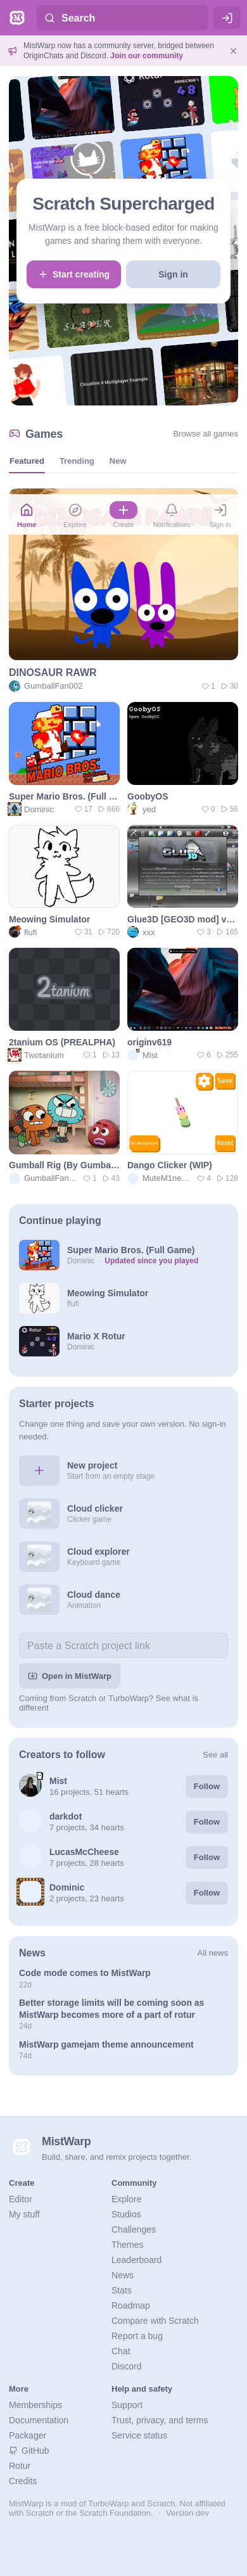 Search
MistWarp now has a community server, bridged between
OriginChats and Discord. Join our community
Scratch Supercharged
MistWarp is a free block-based editor for making
games and sharing them with everyone.
Start creating
Sign in
SLAYER
CloudBlok 4 Multiplayer Example
Games
Browse all games
Featured
Trending
New
Home
Explore
Create
Notifications
Sign in
DINOSAUR RAWR
GumballFan002
1
30
MARIO BROS.
GoobyOS
Super Mario Bros. (Full ...
Dominic
17
666
GoobyOS
yed
0
56
Meowing Simulator
flufi
31
720
Glue3D [GEO3D mod] v...
xxx
3
165
2tanium
2tanium OS (PREALPHA)
Twotanium
1
13
originv619
Mist
6
255
Gumball Rig (By Gumba...
GumballFan...
1
43
Save
Set background
Reset
Dango Clicker (WIP)
MuteM1ne...
4
128
Continue playing
Super Mario Bros. (Full Game)
Dominic · Updated since you played
Meowing Simulator
flufi
Mario X Rotur
Dominic
Starter projects
Change one thing and save your own version. No sign-in
needed.
New project
Start from an empty stage
Cloud clicker
Clicker game
Cloud explorer
Keyboard game
Cloud dance
Animation
Paste a Scratch project link
Open in MistWarp
Coming from Scratch or TurboWarp? See what is
different
Creators to follow
See all
Mist
16 projects, 51 hearts
Follow
darkdot
7 projects, 34 hearts
Follow
LucasMcCheese
7 projects, 28 hearts
Follow
Dominic
2 projects, 23 hearts
Follow
News
All news
Code mode comes to MistWarp
22d
Better storage limits will be coming soon as
MistWarp becomes more of a part of rotur
24d
MistWarp gamejam theme announcement
74d
MistWarp
Build, share, and remix projects together.
Create
Editor
My stuff
Community
Explore
Studios
Challenges
Themes
Leaderboard
News
Stats
Roadmap
Compare with Scratch
Report a bug
Chat
Discord
More
Memberships
Documentation
Packager
GitHub
Rotur
Credits
Help and safety
Support
Trust, privacy, and terms
Service status
MistWarp is a mod of TurboWarp and Scratch. Not affiliated
with Scratch or the Scratch Foundation. · Version dev